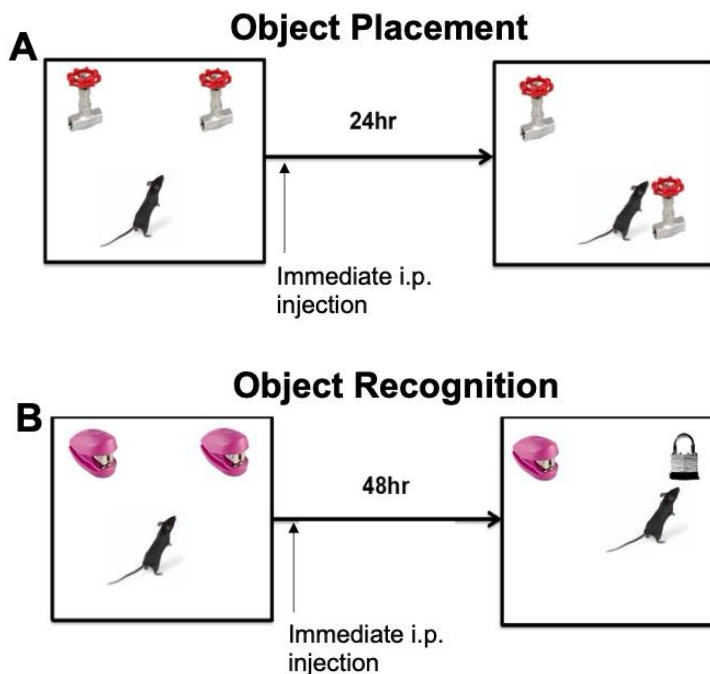 Object Placement
A
24hr
Immediate i.p.
injection
Object Recognition
B
48hr
Immediate i.p.
injection